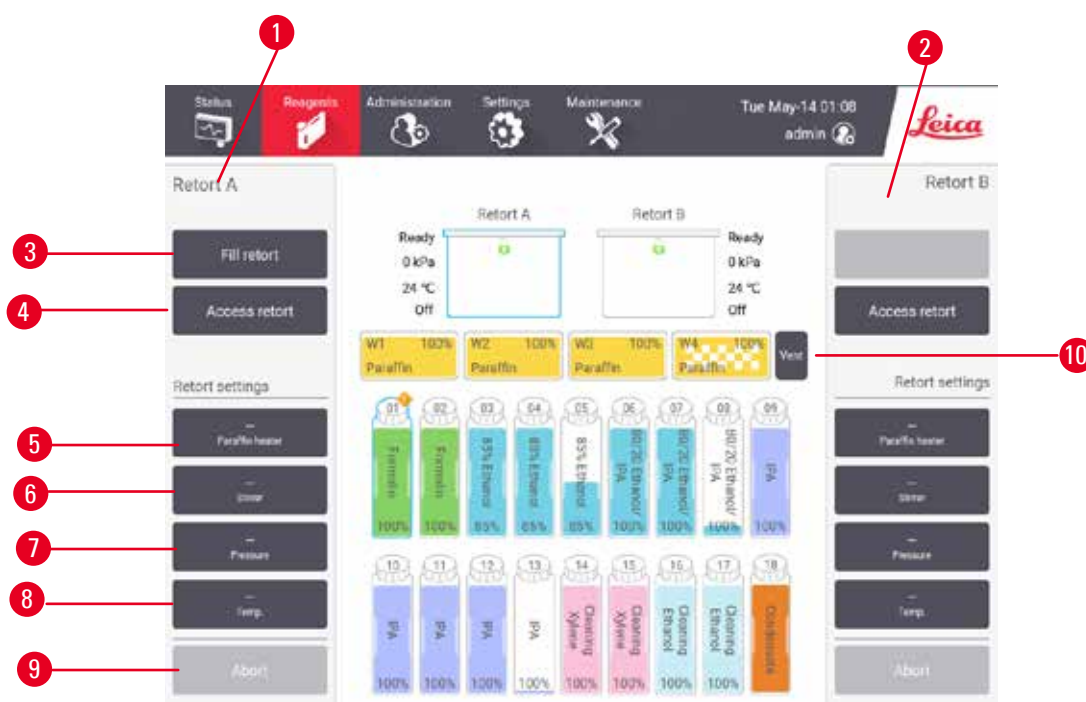 1
2
Status Reagents Administration Settings Maintenance Tue May-14 01:08
admin
Leica
Retort A
Retort B
3
Fill retort
4
Access retort
Access retort
Retort A Retort B
Ready Ready
0 kPa 0 kPa
24 °C 24 °C
Off Off
W1 100% W2 100% W3 100% W4 100%
Paraffin Paraffin Paraffin Paraffin
Vent
10
Retort settings
Retort settings
5
--
Paraffin heater
--
Paraffin heater
6
--
Stirrer
--
Stirrer
7
--
Pressure
--
Pressure
8
--
Temp.
--
Temp.
9
Abort
Abort
01 02 03 04 05 06 07 08 09
Formalin
Formalin
85% Ethanol
85% Ethanol
85% Ethanol
80/20 Ethanol/
IPA
80/20 Ethanol/
IPA
80/20 Ethanol/
IPA
IPA
100% 100% 85% 85% 85% 100% 100% 100% 100%
10 11 12 13 14 15 16 17 18
IPA
IPA
IPA
IPA
Cleaning
Xylene
Cleaning
Xylene
Cleaning
Ethanol
Cleaning
Ethanol
Condensate
100% 100% 100% 100% 100% 100% 100% 100%